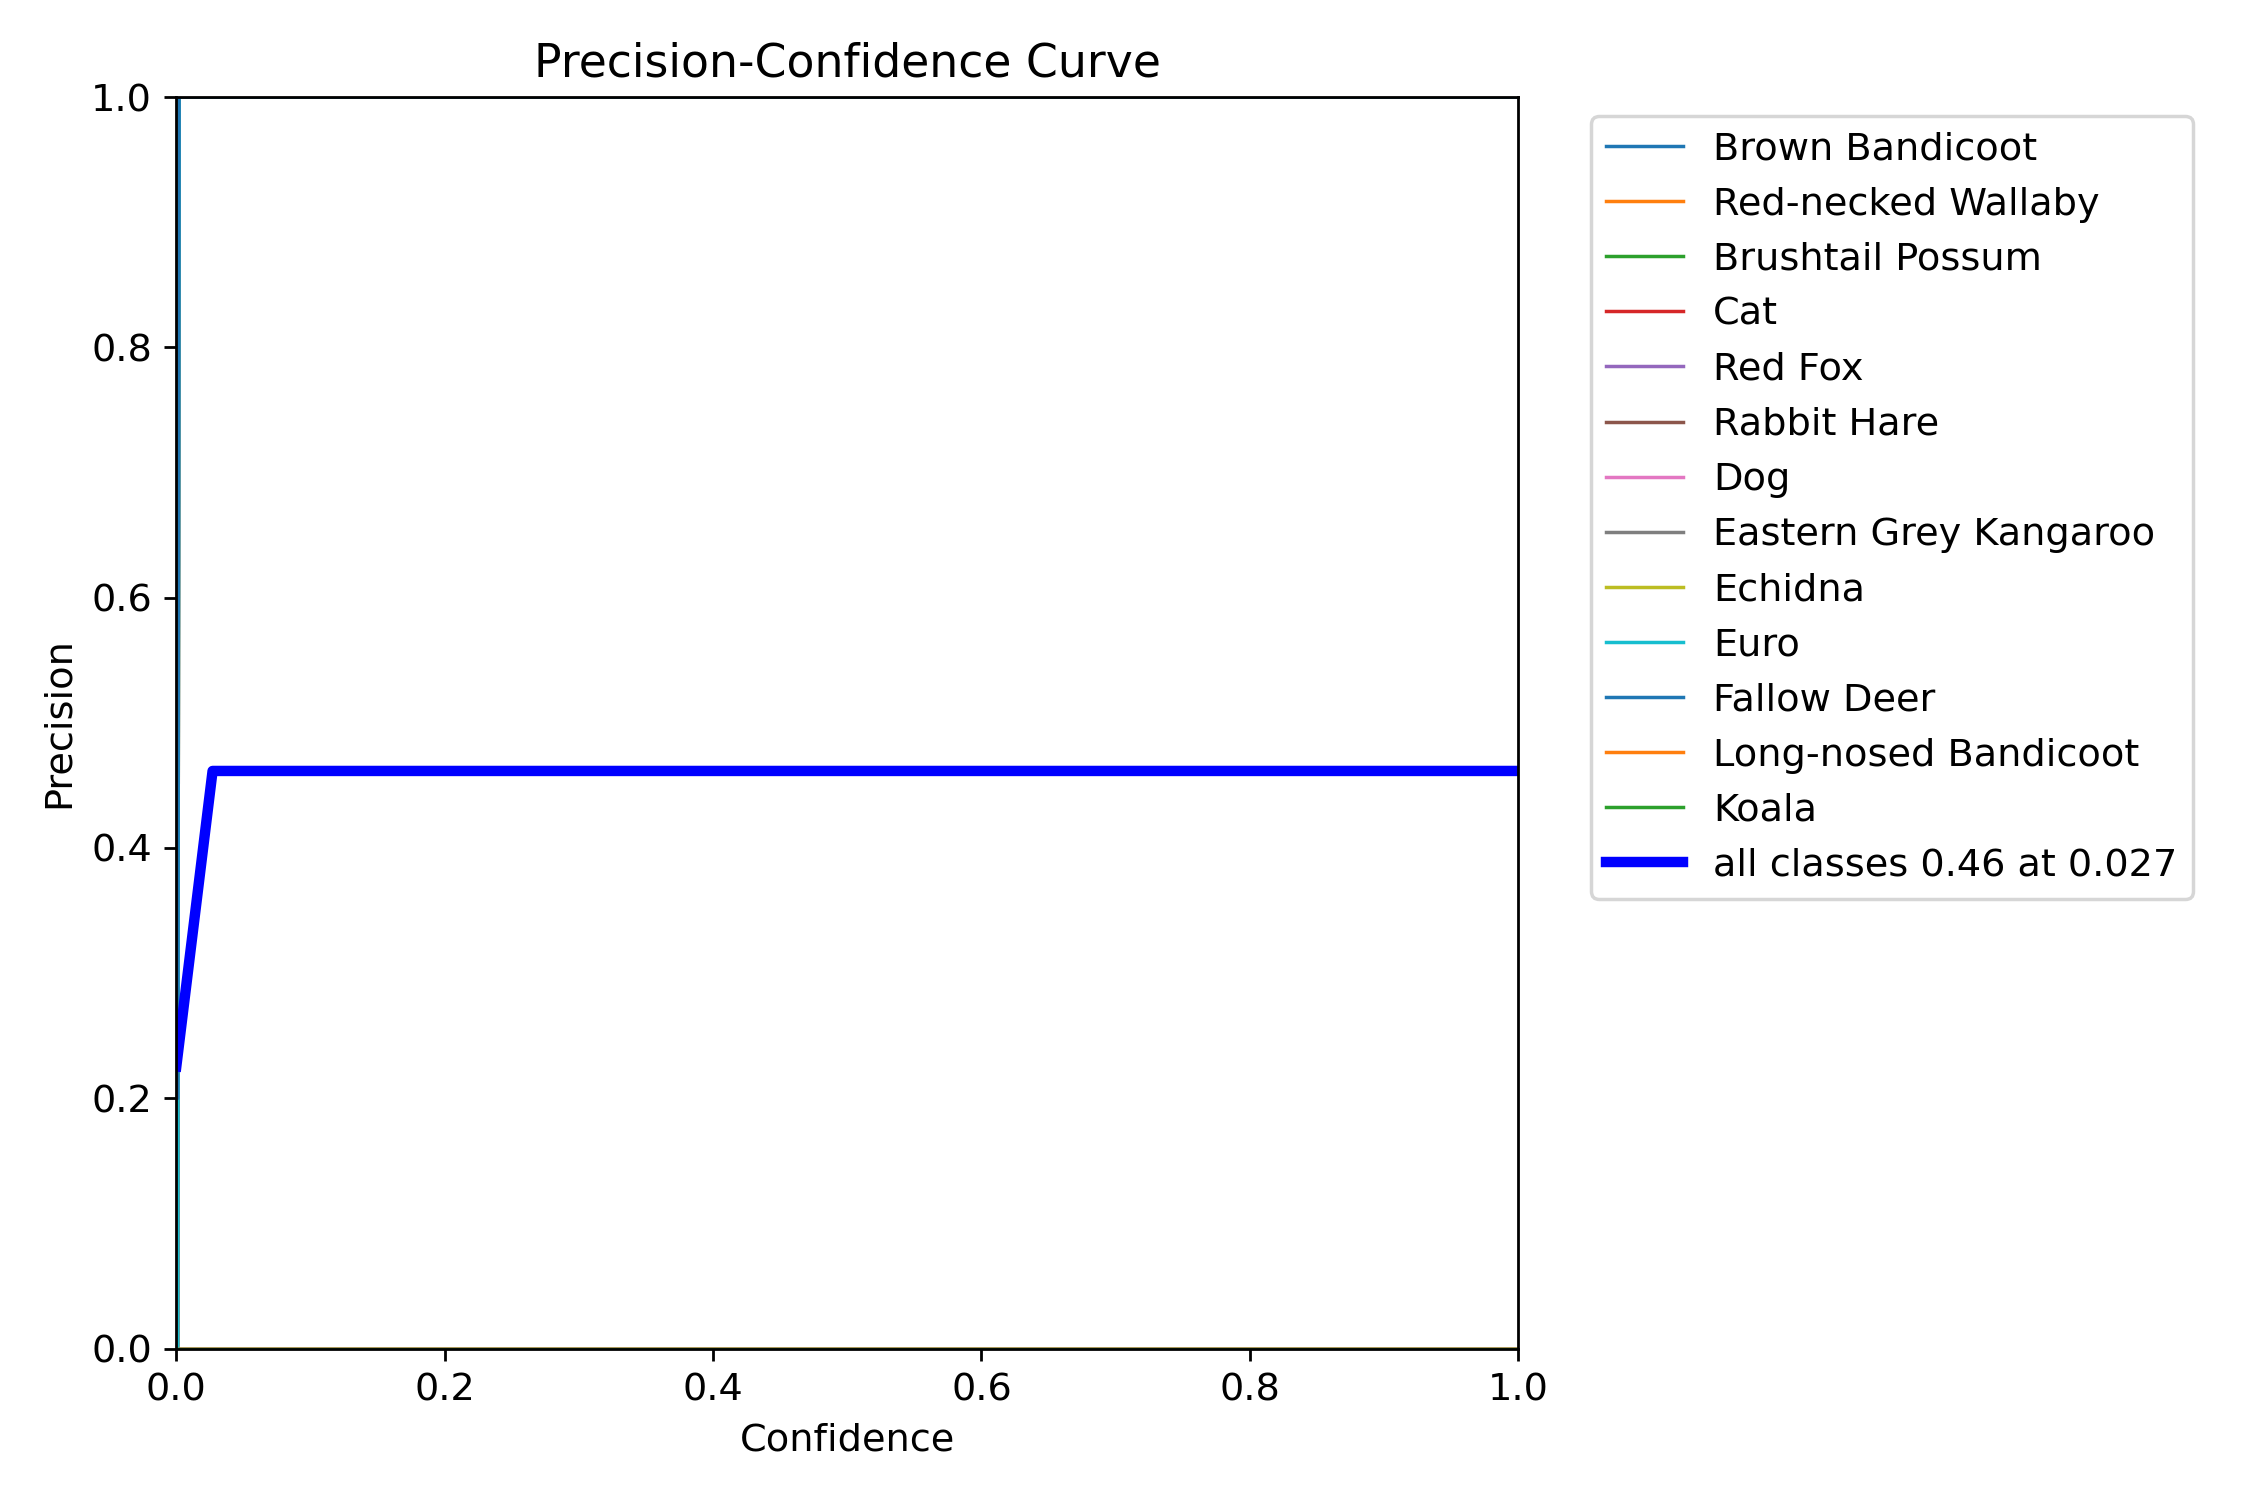 Precision-Confidence Curve
1.0
0.8
0.6
0.4
0.2
0.0
Precision
0.0 0.2 0.4 0.6 0.8 1.0
Confidence
Brown Bandicoot
Red-necked Wallaby
Brushtail Possum
Cat
Red Fox
Rabbit Hare
Dog
Eastern Grey Kangaroo
Echidna
Euro
Fallow Deer
Long-nosed Bandicoot
Koala
all classes 0.46 at 0.027